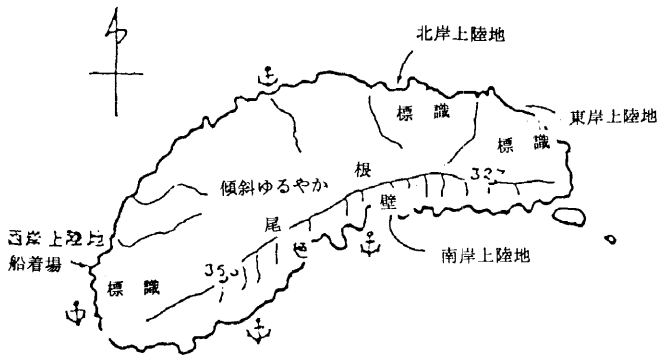 北岸上陸地
標識
東岸上陸地
標識
傾斜ゆるやか
根
尾
壁
西岸上陸地
船着場
標識
350
南岸上陸地